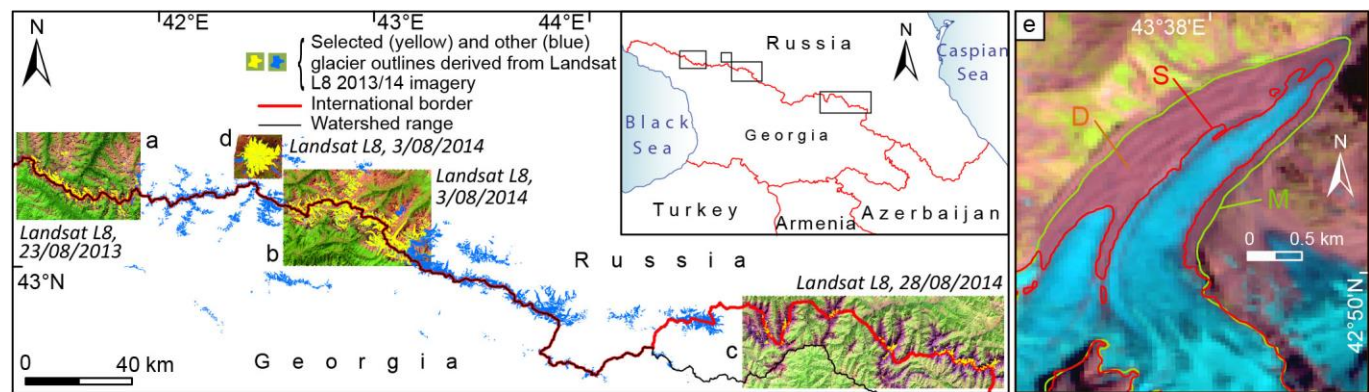 42°E
43°E
44°E
N
Selected (yellow) and other (blue)
glacier outlines derived from Landsat
L8 2013/14 imagery
International border
Watershed range
a
d
Landsat L8, 3/08/2014
Landsat L8,
3/08/2014
Landsat L8,
23/08/2013
b
43°N
Russia
Landsat L8, 28/08/2014
c
Georgia
0
40 km
N
Russia
Caspian
Sea
Black
Sea
Georgia
Turkey
Armenia
Azerbaijan
e
43°38'E
S
D
N
M
0
0.5 km
42°50'N